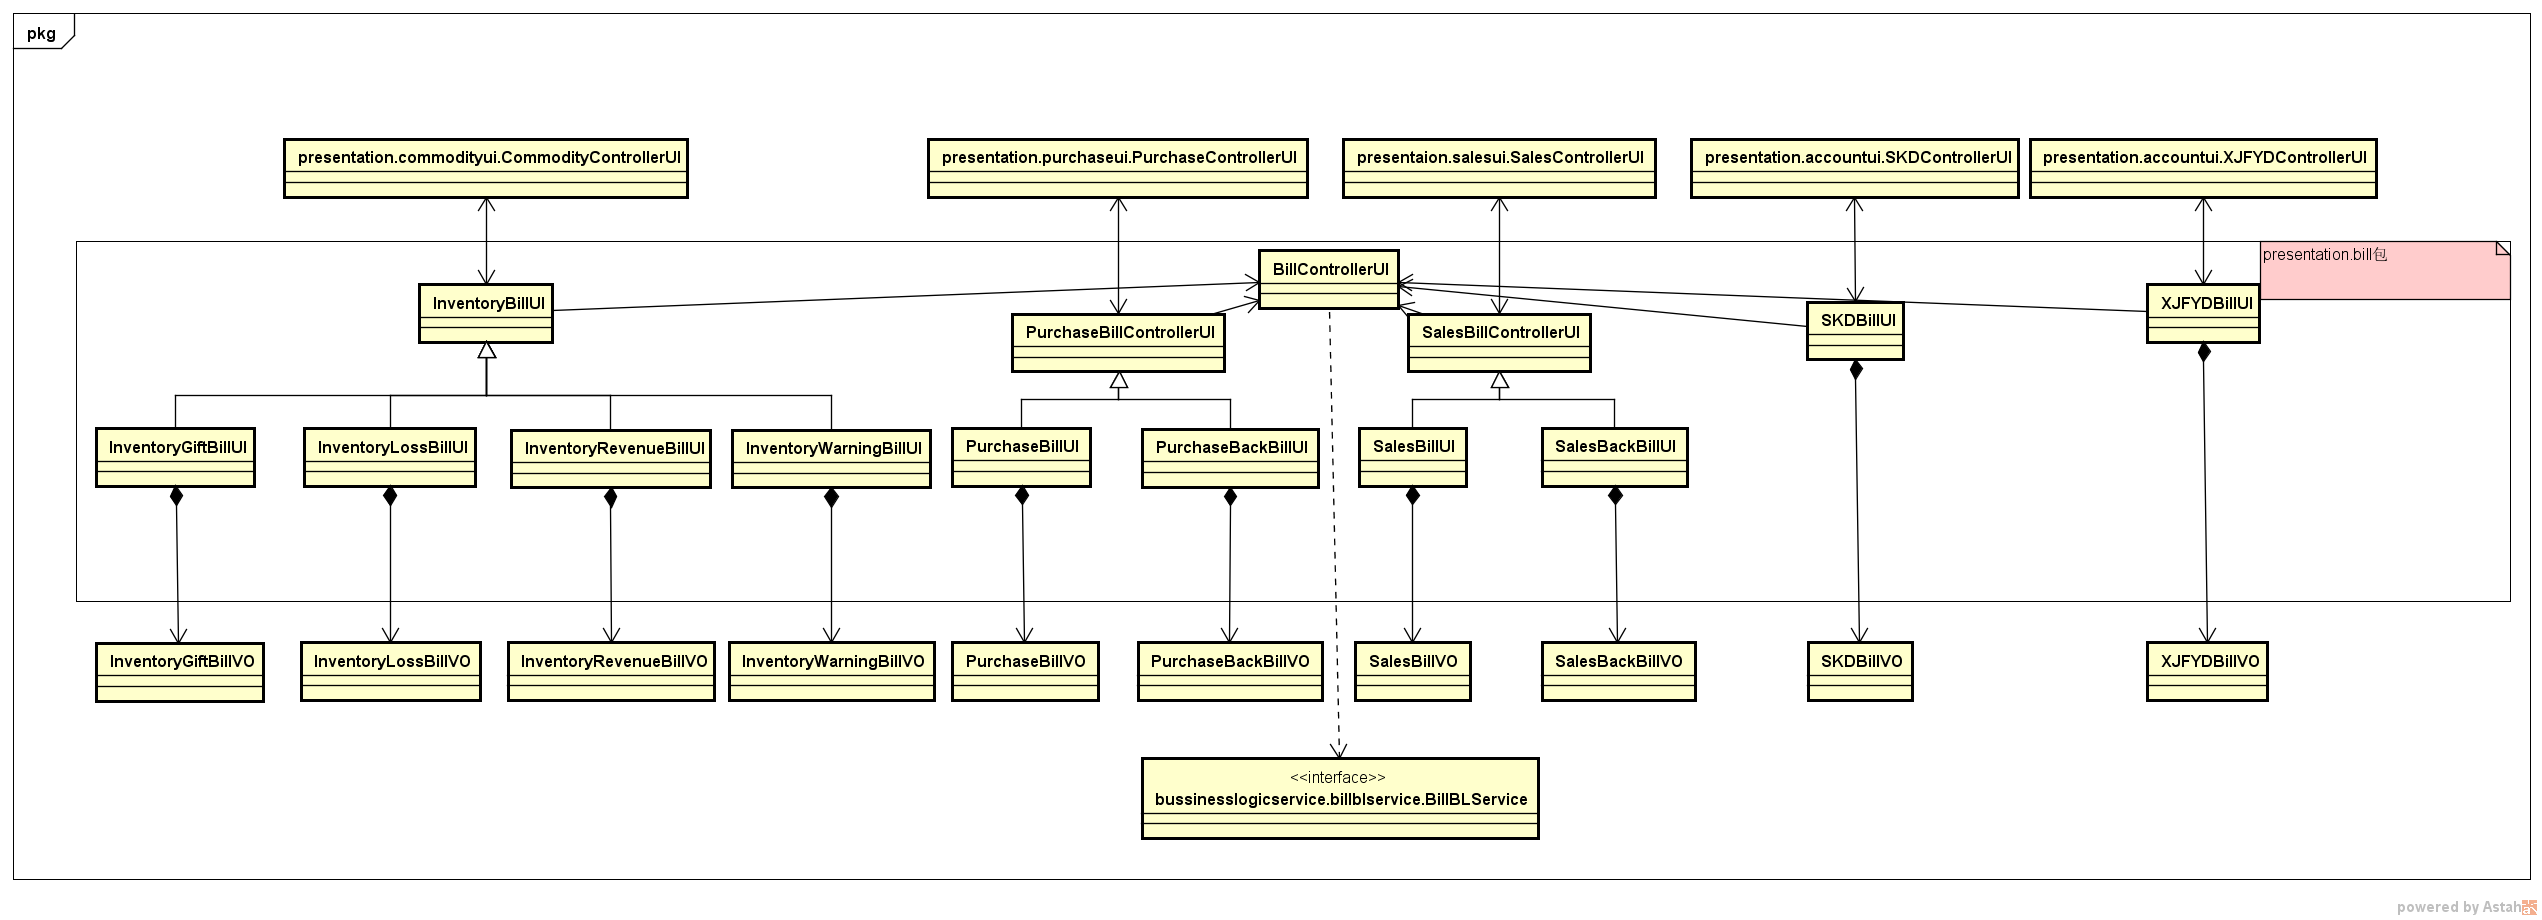 pkg
presentation.commodityui.CommodityControllerUI
presentation.purchaseui.PurchaseControllerUI
presentaion.salesui.SalesControllerUI
presentation.accountui.SKDControllerUI
presentation.accountui.XJFYDControllerUI
presentation.bill包
BillControllerUI
InventoryBillUI
PurchaseBillControllerUI
SalesBillControllerUI
SKDBillUI
XJFYDBillUI
InventoryGiftBillUI
InventoryLossBillUI
InventoryRevenueBillUI
InventoryWarningBillUI
PurchaseBillUI
PurchaseBackBillUI
SalesBillUI
SalesBackBillUI
InventoryGiftBillVO
InventoryLossBillVO
InventoryRevenueBillVO
InventoryWarningBillVO
PurchaseBillVO
PurchaseBackBillVO
SalesBillVO
SalesBackBillVO
SKDBillVO
XJFYDBillVO
<<interface>>
bussinesslogicservice.billblservice.BillBLService
powered by Astah